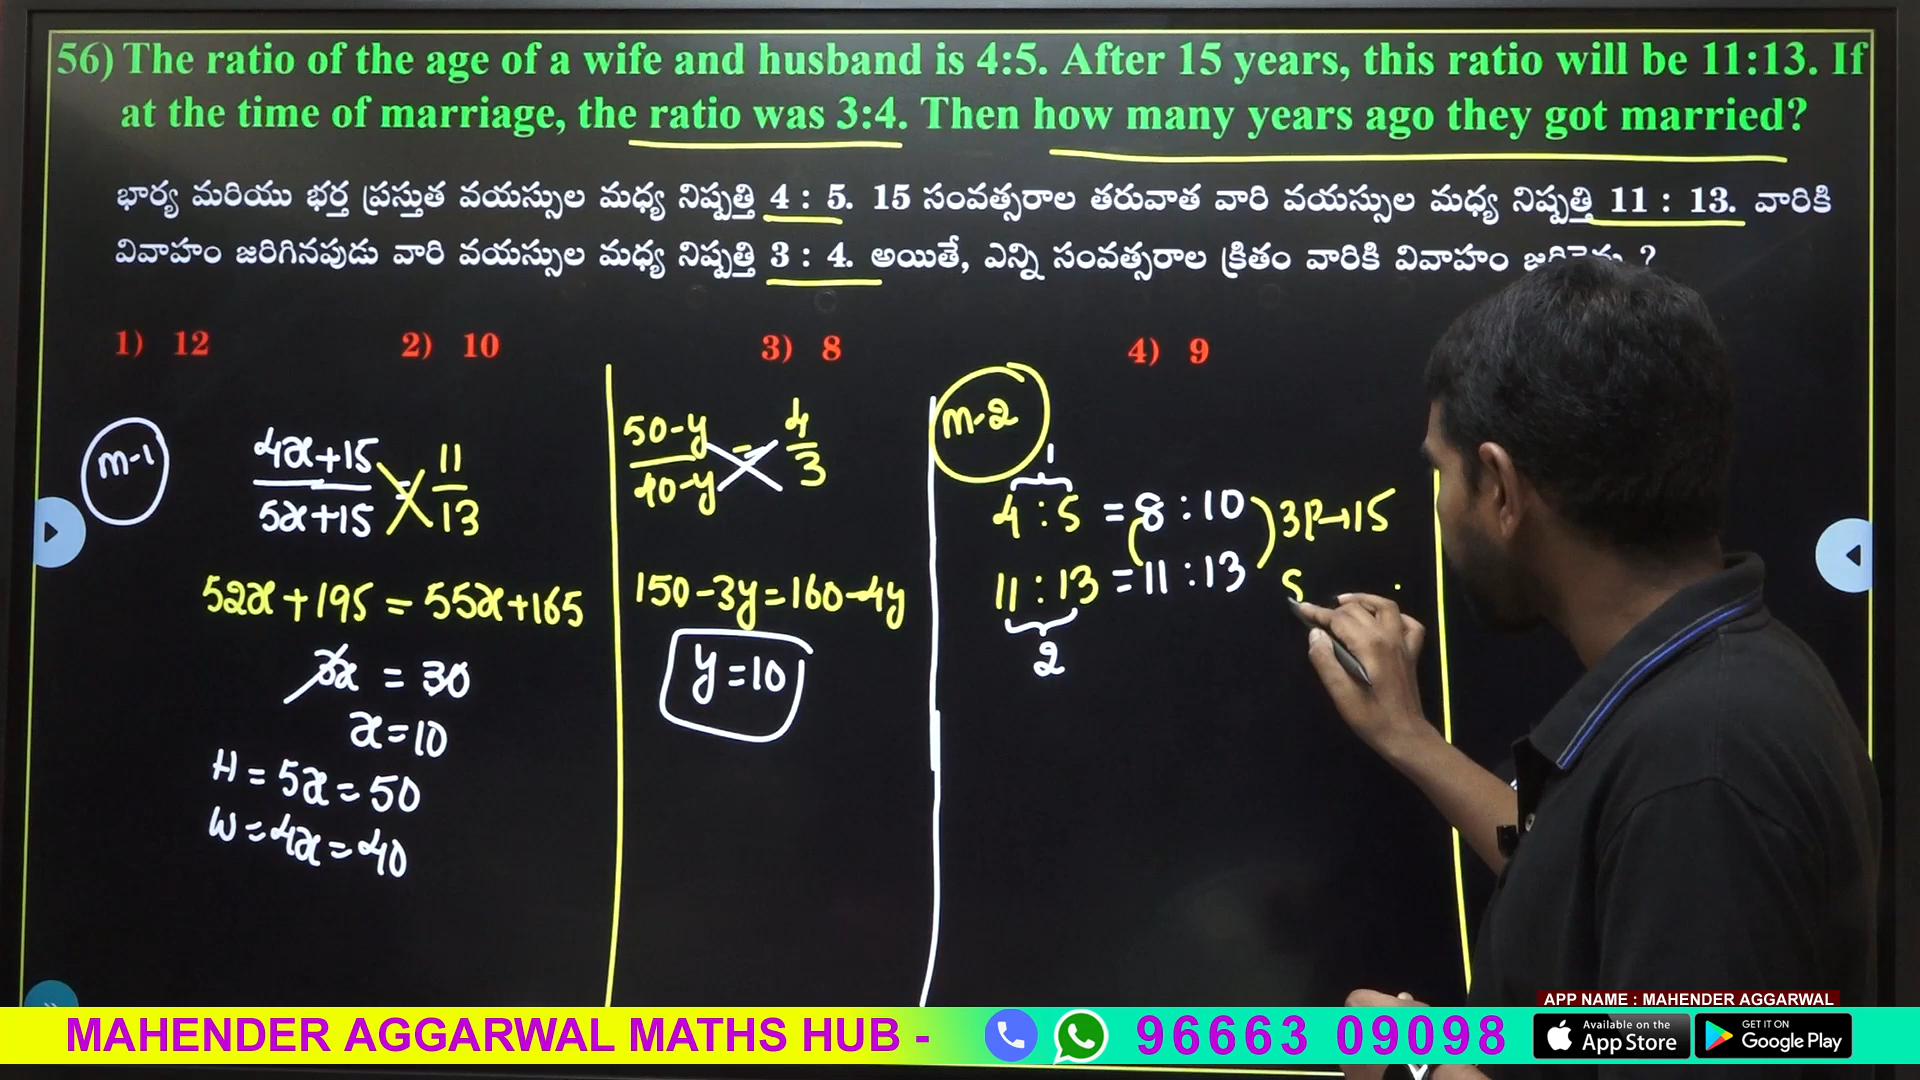 56) The ratio of the age of a wife and husband is 4:5. After 15 years, this ratio will be 11:13. If
at the time of marriage, the ratio was 3:4. Then how many years ago they got married?
భార్య మరియు భర్త ప్రస్తుత వయస్సుల మధ్య నిష్పత్తి 4 : 5. 15 సంవత్సరాల తరువాత వారి వయస్సుల మధ్య నిష్పత్తి 11 : 13. వారికి
వివాహం జరిగినపుడు వారి వయస్సుల మధ్య నిష్పత్తి 3 : 4. అయితే, ఎన్ని సంవత్సరాల క్రితం వారికి వివాహం ?
1) 12 2) 10 3) 8 4) 9
m-1
4x+15 = 11
5x+15 13
52x+195 = 55x+165
3x = 30
x=10
H = 5x = 50
W = 4x = 40
50-y = 4
40-y 3
150-3y=160-4y
y=10
m-2
1
4 : 5 = 8 : 10 3P→15
11 : 13 = 11 : 13
2
APP NAME : MAHENDER AGGARWAL
MAHENDER AGGARWAL MATHS HUB - 96663 09098
Available on the App Store
GET IT ON Google Play